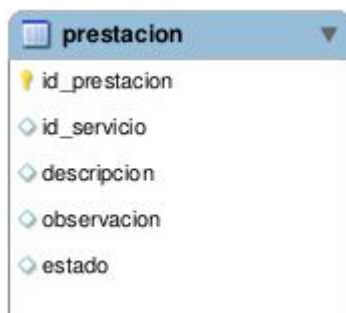 prestacion
id_prestacion
id_servicio
descripcion
observacion
estado